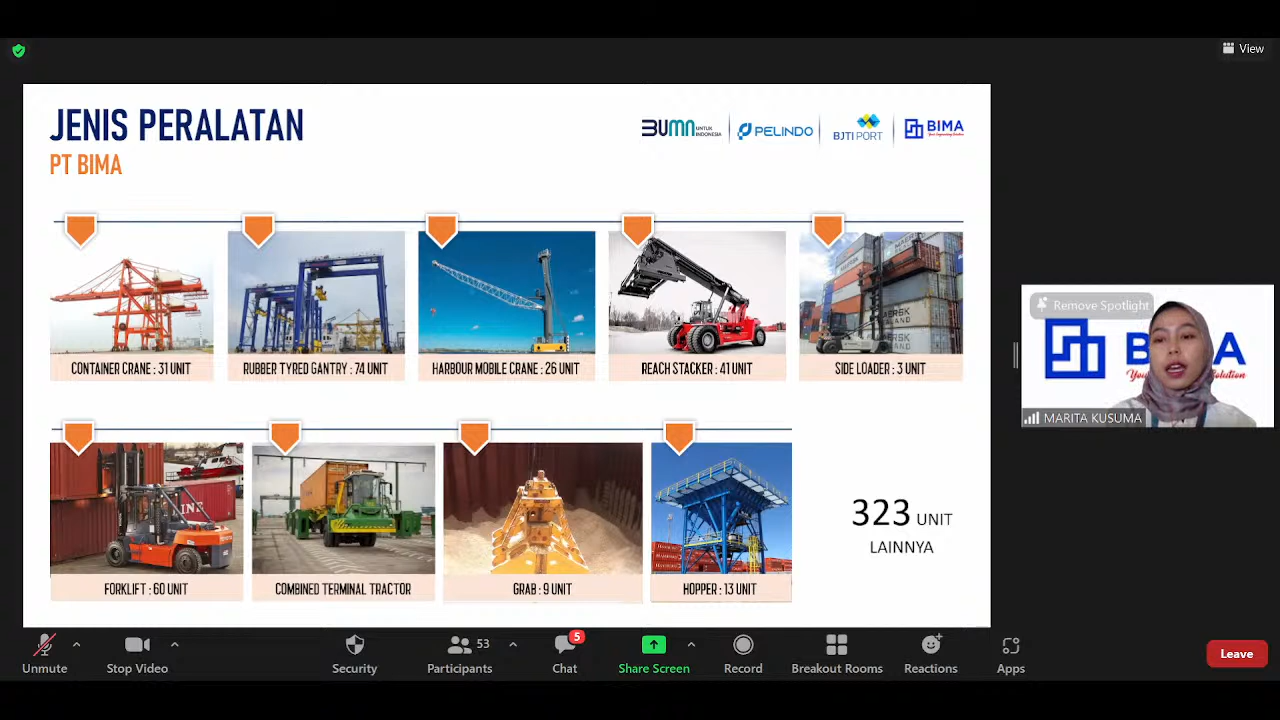 View
JENIS PERALATAN
PT BIMA
BUMN UNTUK INDONESIA
PELINDO
BJTI PORT
BIMA
CONTAINER CRANE : 31 UNIT
RUBBER TYRED GANTRY : 74 UNIT
HARBOUR MOBILE CRANE : 26 UNIT
REACH STACKER : 41 UNIT
SIDE LOADER : 3 UNIT
FORKLIFT : 60 UNIT
COMBINED TERMINAL TRACTOR
GRAB : 9 UNIT
HOPPER : 13 UNIT
323 UNIT
LAINNYA
Remove Spotlight
MARITA KUSUMA
Unmute
Stop Video
Security
53
Participants
5
Chat
Share Screen
Record
Breakout Rooms
Reactions
Apps
Leave